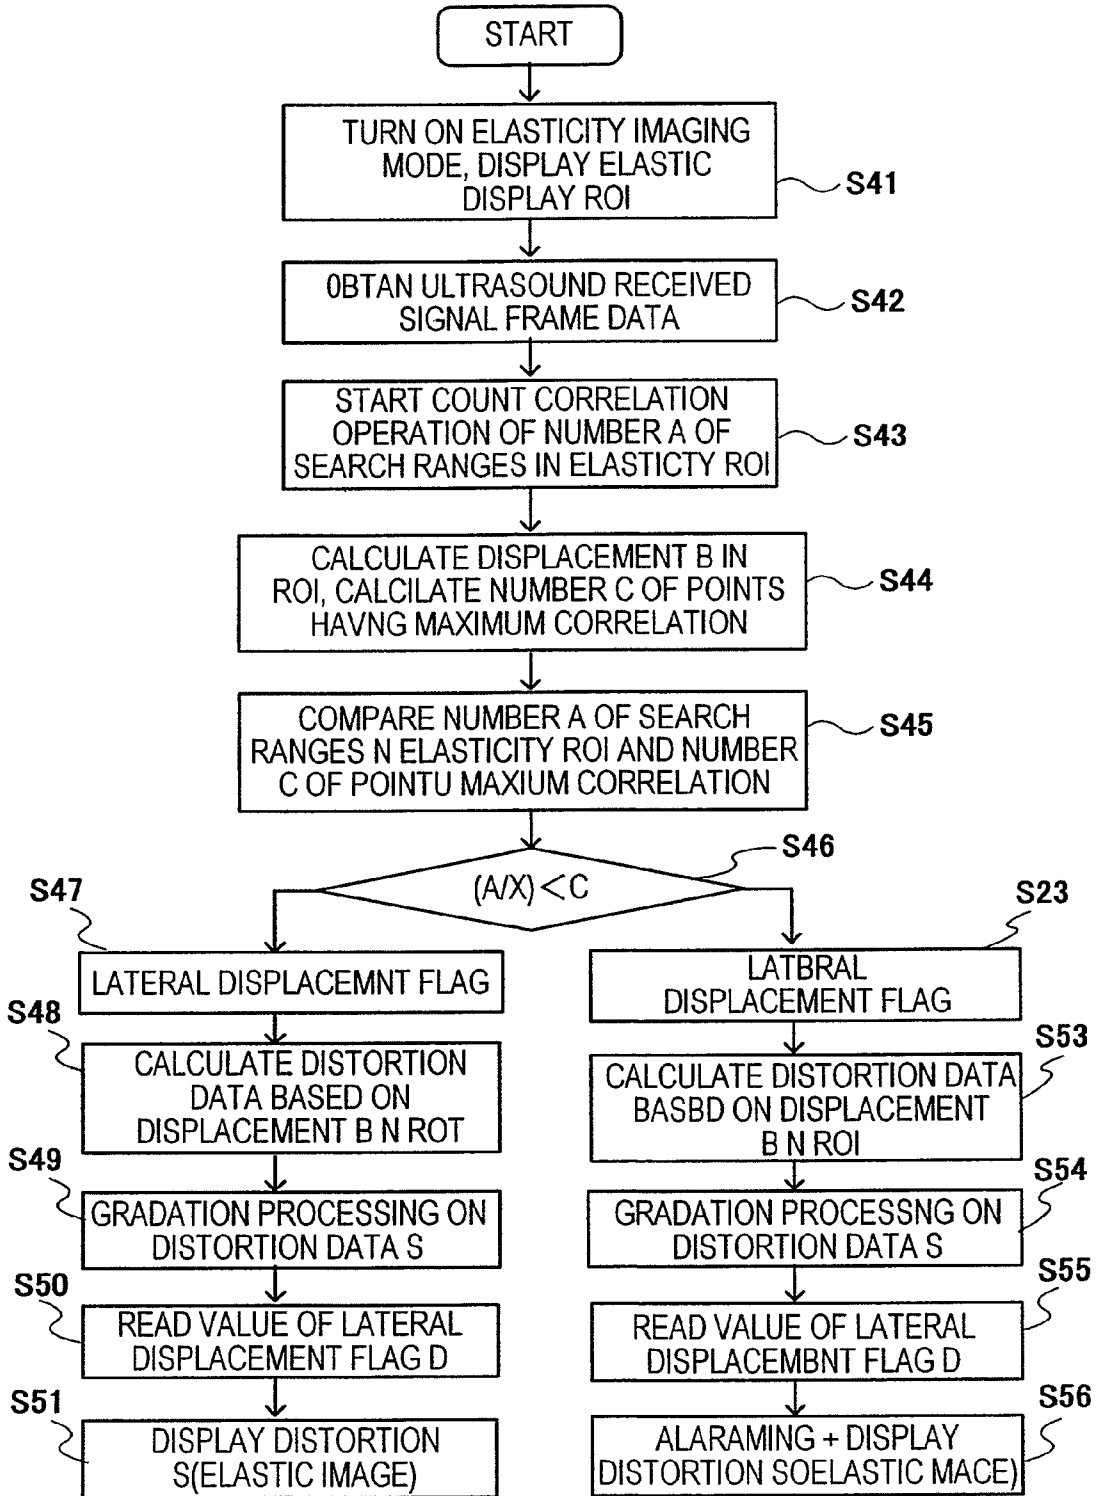 START
TURN ON ELASTICITY IMAGING
MODE, DISPLAY ELASTIC
DISPLAY ROI
S41
0BTAN ULTRASOUND RECEIVED
SIGNAL FRAME DATA
S42
START COUNT CORRELATION
OPERATION OF NUMBER A OF
SEARCH RANGES IN ELASTICTY ROI
S43
CALCULATE DISPLACEMENT B IN
ROI, CALCILATE NUMBER C OF POINTS
HAVNG MAXIMUM CORRELATION
S44
COMPARE NUMBER A OF SEARCH
RANGES N ELASTICITY ROI AND NUMBER
C OF POINTU MAXIUM CORRELATION
S45
(A/X)<C
S46
S47
LATERAL DISPLACEMNT FLAG
S48
CALCULATE DISTORTION
DATA BASED ON
DISPLACEMENT B N ROT
S49
GRADATION PROCESSING ON
DISTORTION DATA S
S50
READ VALUE OF LATERAL
DISPLACEMENT FLAG D
S51
DISPLAY DISTORTION
S(ELASTIC IMAGE)
S23
LATBRAL
DISPLACEMENT FLAG
S53
CALCULATE DISTORTION DATA
BASBD ON DISPLACEMENT
B N ROI
S54
GRADATION PROCESSNG ON
DISTORTION DATA S
S55
READ VALUE OF LATERAL
DISPLACEMBNT FLAG D
S56
ALARAMING + DISPLAY
DISTORTION SOELASTIC MACE)